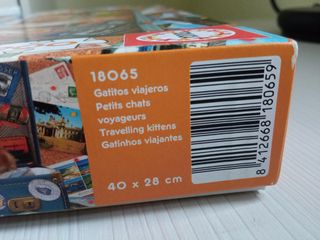 18065
Gatitos viajeros
Petits chats
voyageurs
Travelling kittens
Gatinhos viajantes
40 x 28 cm
8 412668 180659